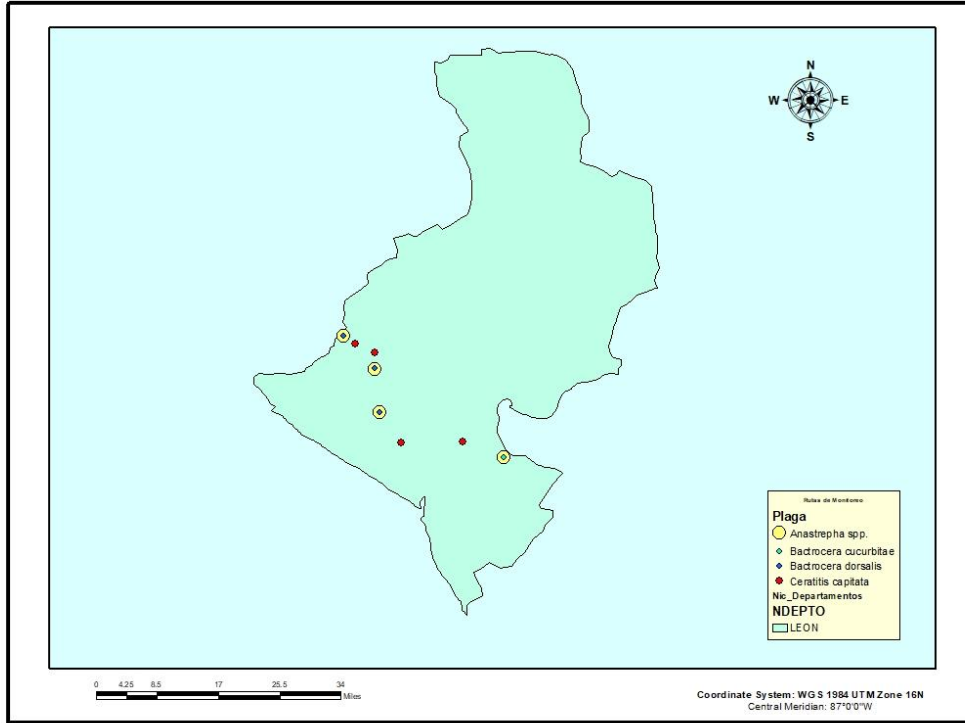 N
W E
S
Rutas de Monitoreo
Plaga
Anastrepha spp.
Bactrocera cucurbitae
Bactrocera dorsalis
Ceratitis capitata
Nic_Departamentos
NDEPTO
LEON
0 4.25 8.5 17 25.5 34
Miles
Coordinate System: WGS 1984 UTM Zone 16N
Central Meridian: 87°0'0"W